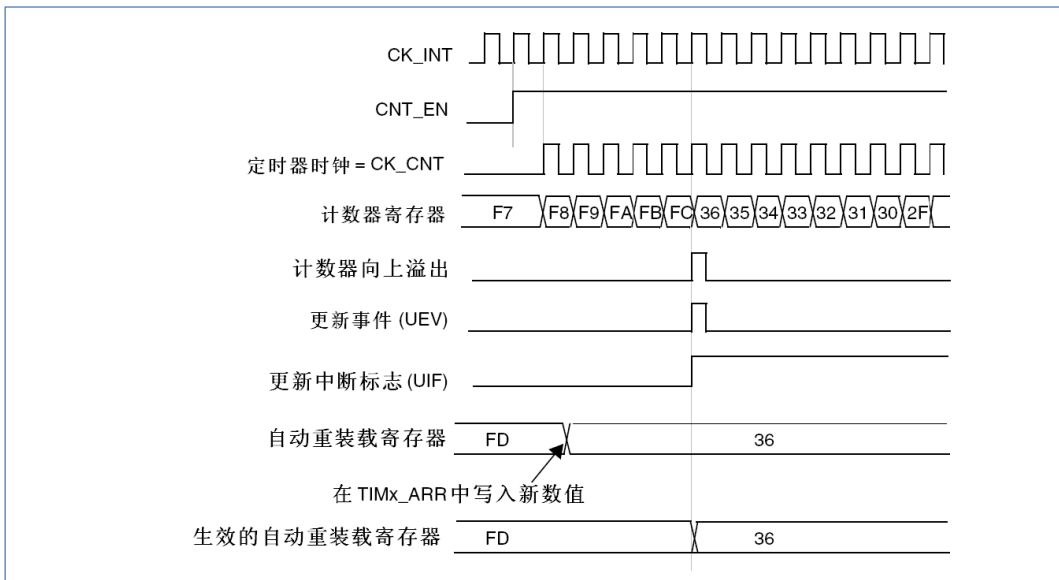 CK_INT
CNT_EN
定时器时钟 = CK_CNT
计数器寄存器 F7 F8 F9 FA FB FC 36 35 34 33 32 31 30 2F
计数器向上溢出
更新事件 (UEV)
更新中断标志 (UIF)
自动重装载寄存器 FD 36
在 TIMx_ARR 中写入新数值
生效的自动重装载寄存器 FD 36